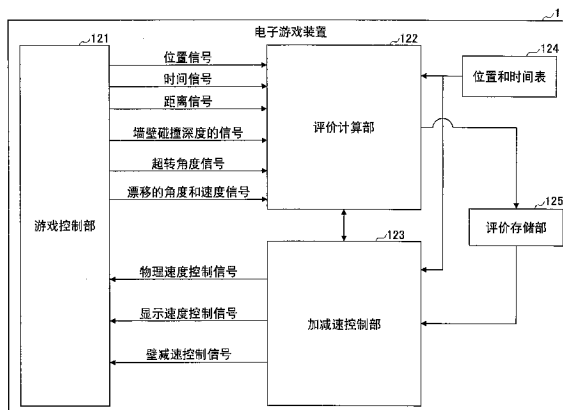 1
电子游戏装置
121
游戏控制部
位置信号
时间信号
距离信号
墙壁碰撞深度的信号
起转角度信号
漂移的角度和速度信号
122
评价计算部
124
位置和时间表
125
评价存储部
123
加减速控制部
物理速度控制信号
显示速度控制信号
壁减速控制信号